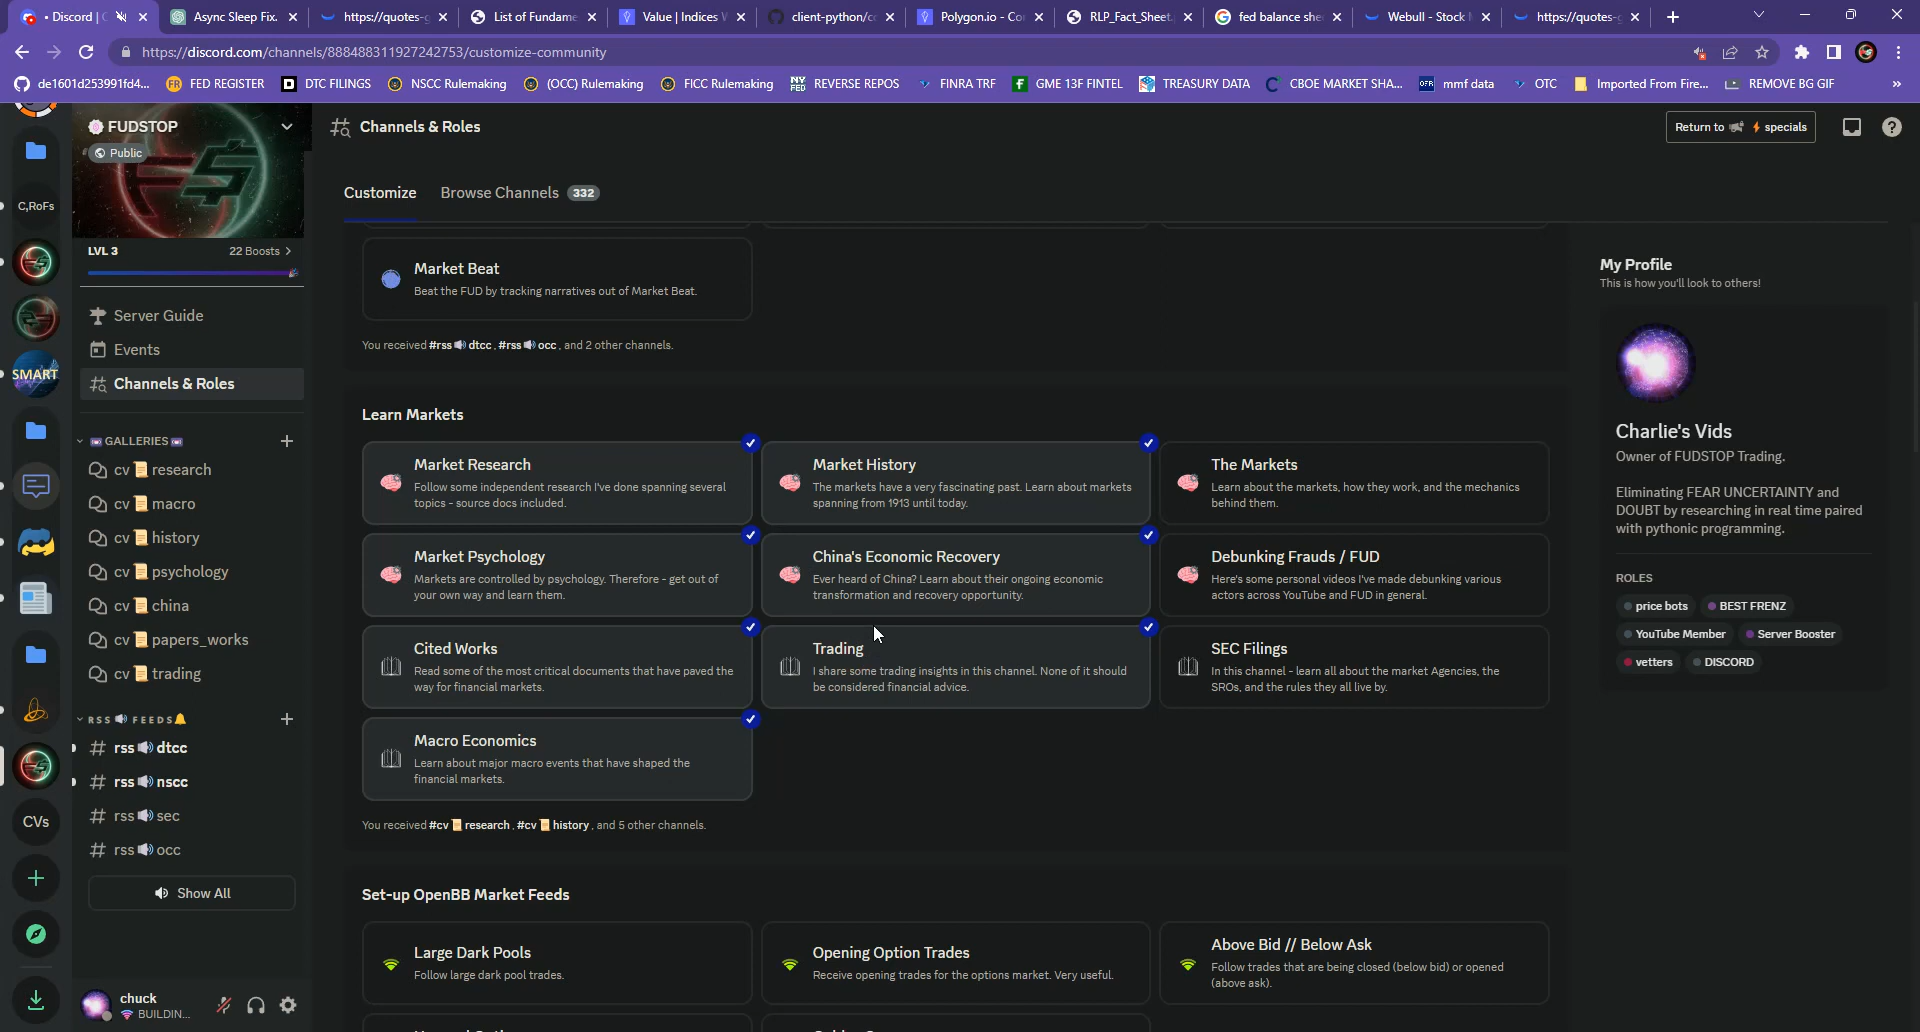 Discord | C
Async Sleep Fix.
https://quotes-g
List of Fundame
Value | Indices V
client-python/c
Polygon.io - Co
RLP_Fact_Sheet.
fed balance she
Webull - Stock
https://quotes-g
https://discord.com/channels/888488311927242753/customize-community
de1601d253991fd4...
FED REGISTER
DTC FILINGS
NSCC Rulemaking
(OCC) Rulemaking
FICC Rulemaking
REVERSE REPOS
FINRA TRF
GME 13F FINTEL
TREASURY DATA
CBOE MARKET SHA...
mmf data
OTC
Imported From Fire...
REMOVE BG GIF
»
FUDSTOP
Public
LVL 3
22 Boosts
Server Guide
Events
Channels & Roles
GALLERIES
cv research
cv macro
cv history
cv psychology
cv china
cv papers_works
cv trading
RSS FEEDS
rss dtcc
rss nscc
rss sec
rss occ
Show All
chuck
BUILDIN...
C,RoFs
SMART
CVs
Channels & Roles
Return to specials
Customize
Browse Channels 332
Market Beat
Beat the FUD by tracking narratives out of Market Beat.
You received #rss dtcc, #rss occ, and 2 other channels.
Learn Markets
Market Research
Follow some independent research I've done spanning several
topics - source docs included.
Market History
The markets have a very fascinating past. Learn about markets
spanning from 1913 until today.
The Markets
Learn about the markets, how they work, and the mechanics
behind them.
Market Psychology
Markets are controlled by psychology. Therefore - get out of
your own way and learn them.
China's Economic Recovery
Ever heard of China? Learn about their ongoing economic
transformation and recovery opportunity.
Debunking Frauds / FUD
Here's some personal videos I've made debunking various
actors across YouTube and FUD in general.
Cited Works
Read some of the most critical documents that have paved the
way for financial markets.
Trading
I share some trading insights in this channel. None of it should
be considered financial advice.
SEC Filings
In this channel - learn all about the market Agencies, the
SROs, and the rules they all live by.
Macro Economics
Learn about major macro events that have shaped the
financial markets.
You received #cv research, #cv history, and 5 other channels.
Set-up OpenBB Market Feeds
Large Dark Pools
Follow large dark pool trades.
Opening Option Trades
Receive opening trades for the options market. Very useful.
Above Bid // Below Ask
Follow trades that are being closed (below bid) or opened
(above ask).
My Profile
This is how you'll look to others!
Charlie's Vids
Owner of FUDSTOP Trading.
Eliminating FEAR UNCERTAINTY and
DOUBT by researching in real time paired
with pythonic programming.
ROLES
price bots
BEST FRENZ
YouTube Member
Server Booster
vetters
DISCORD